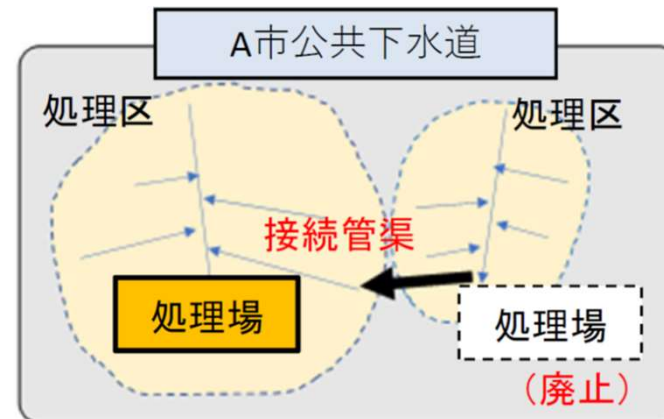 A市公共下水道
処理区
処理区
接続管渠
処理場
処理場
（廃止）